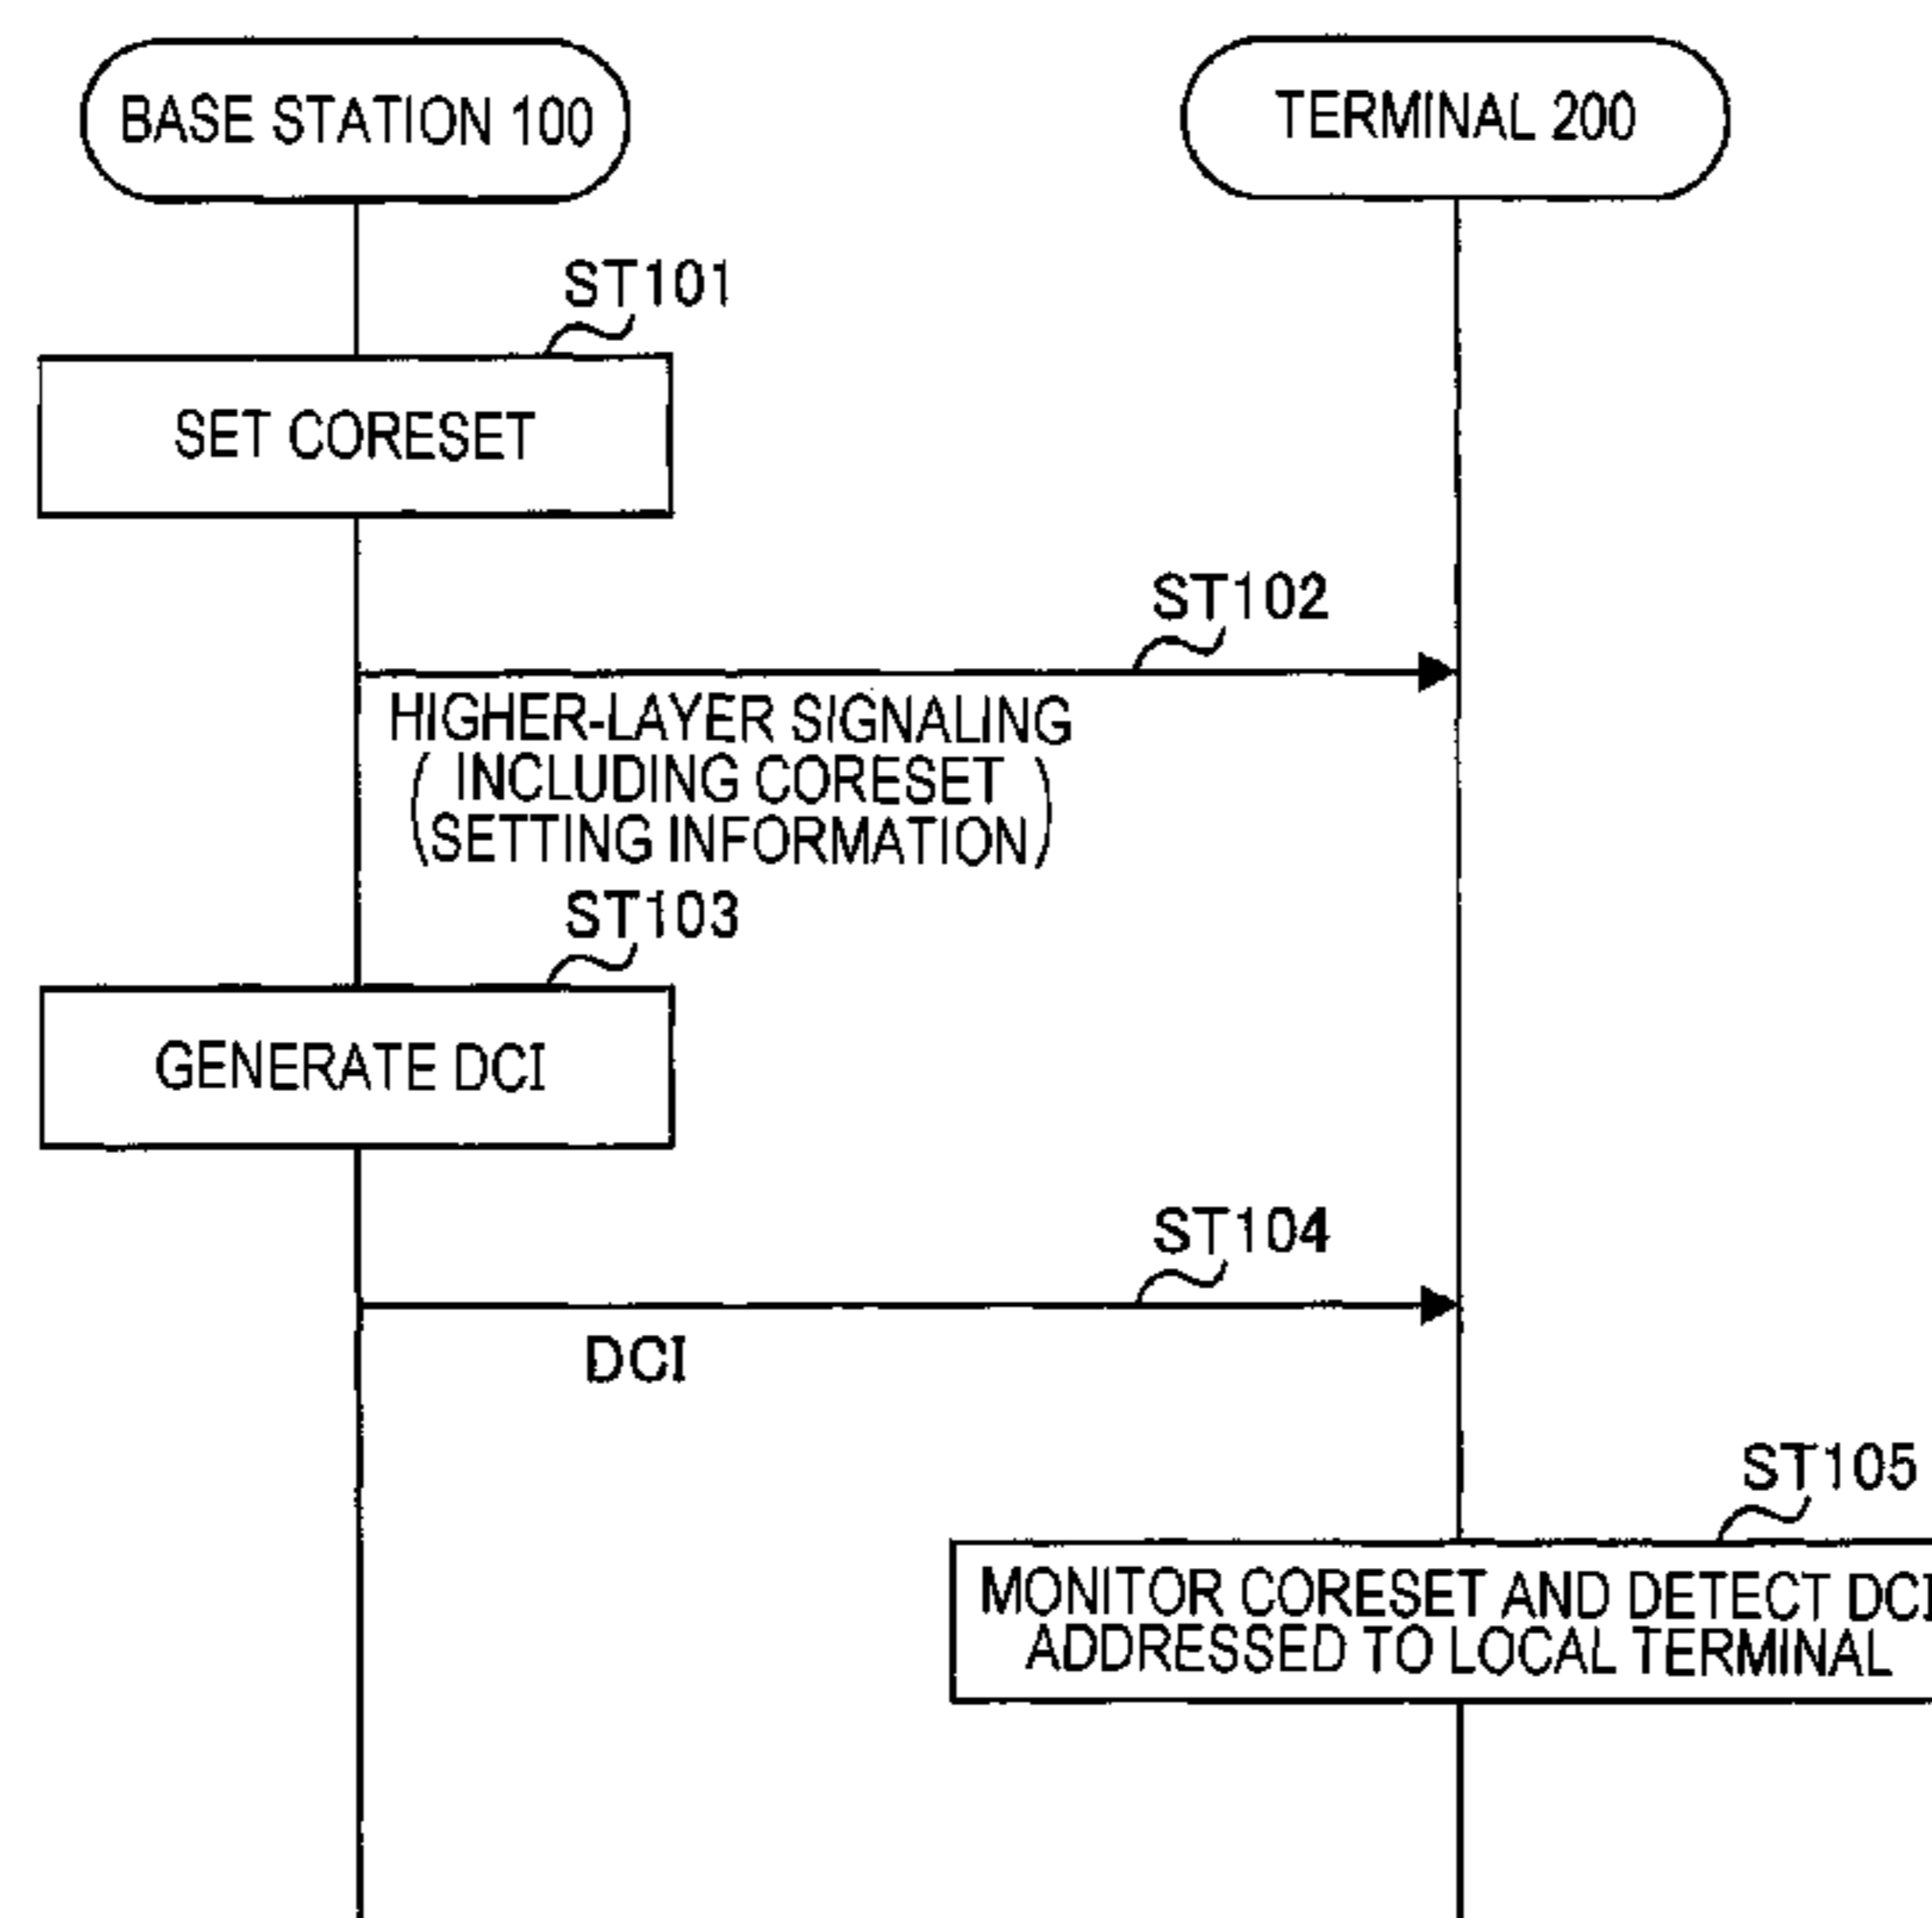 BASE STATION 100
TERMINAL 200
ST101
SET CORESET
ST102
HIGHER-LAYER SIGNALING
(INCLUDING CORESET
SETTING INFORMATION)
ST103
GENERATE DCI
ST104
DCI
ST105
MONITOR CORESET AND DETECT DCI
ADDRESSED TO LOCAL TERMINAL